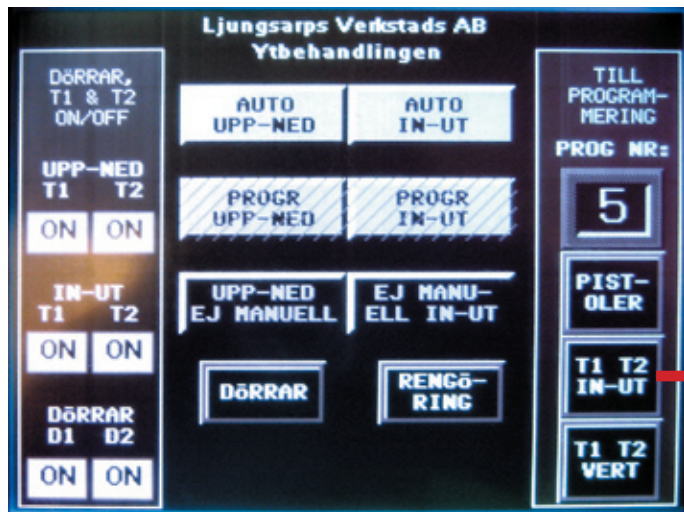 Ljungsarps Verkstads AB
Ytbehandlingen
DöRRAR,
T1 & T2
ON/OFF
UPP-NED
T1 T2
ON ON
IN-UT
T1 T2
ON ON
DöRRAR
D1 D2
ON ON
AUTO
UPP-NED
AUTO
IN-UT
PROGR
UPP-NED
PROGR
IN-UT
UPP-NED
EJ MANUELL
EJ MANU-
ELL IN-UT
DöRRAR
RENGö-
RING
TILL
PROGRAM-
MERING
PROG NR:
5
PIST-
OLER
T1 T2
IN-UT
T1 T2
VERT